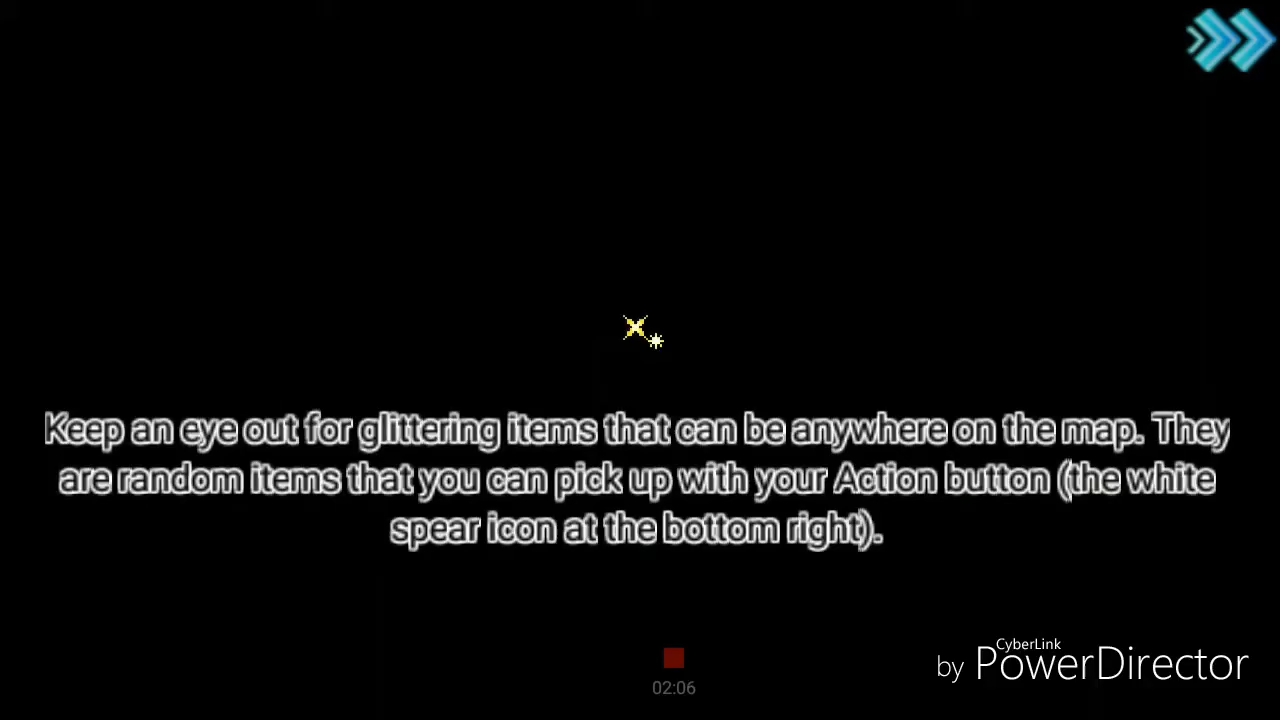 Keep an eye out for glittering items that can be anywhere on the map. They
are random items that you can pick up with your Action button (the white
spear icon at the bottom right).
CyberLink
by PowerDirector
02:06